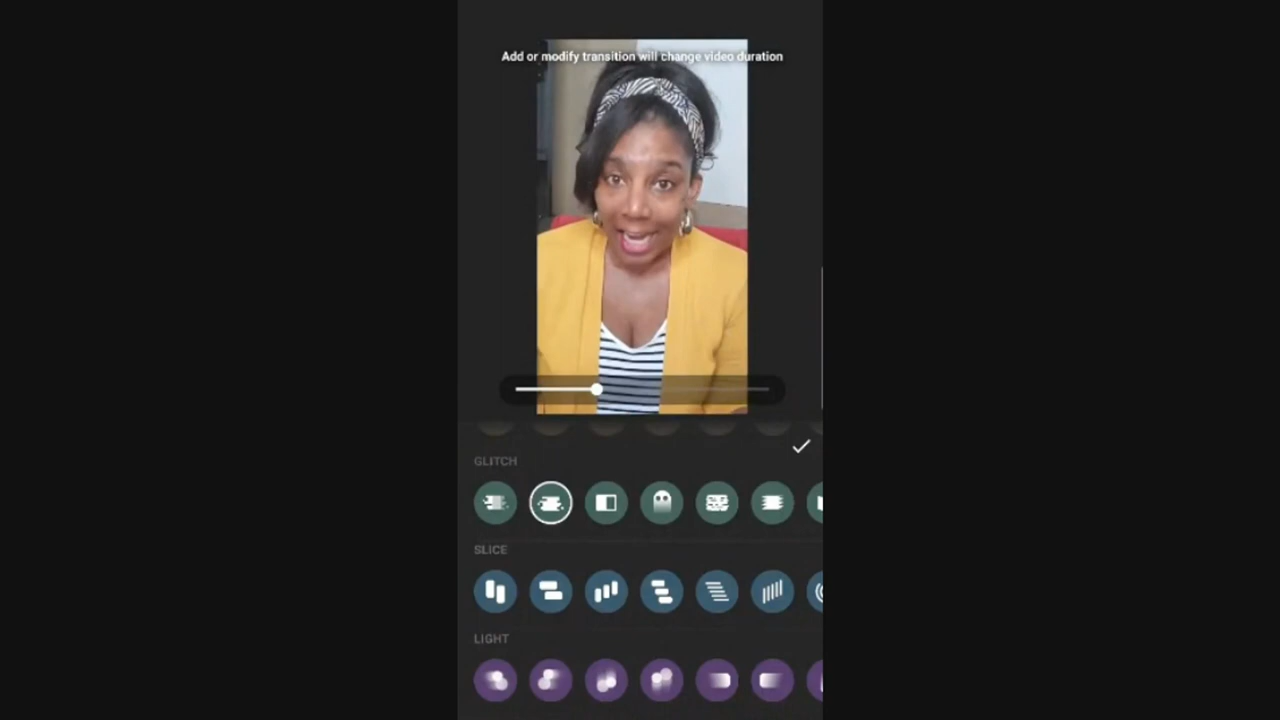 Add or modify transition will change video duration
GLITCH
SLICE
LIGHT